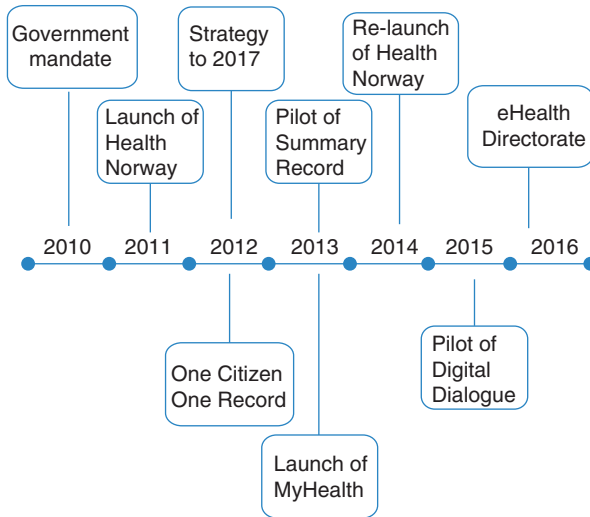 Government
mandate
Strategy
to 2017
Re-launch
of Health
Norway
Launch of
Health
Norway
Pilot of
Summary
Record
eHealth
Directorate
2010 2011 2012 2013 2014 2015 2016
One Citizen
One Record
Pilot of
Digital
Dialogue
Launch of
MyHealth